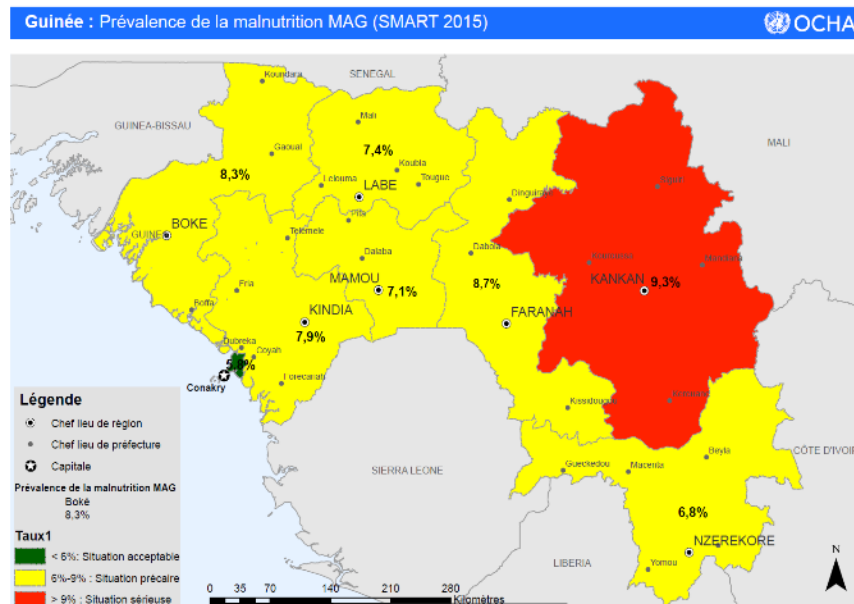 Guinée : Prévalence de la malnutrition MAG (SMART 2015)
OCHA
Koundara
SENEGAL
GUINEA-BISSAU
Mali
MALI
Gaoual
7,4%
Koubia
8,3%
Lelouma
Tougue
LABE
Dinguiraye
Siguiri
Pita
BOKE
GUINEA
Telemele
Dalaba
Dabola
Kouroussa
Mandiana
MAMOU
7,1%
8,7%
KANKAN
9,3%
Fria
Boffa
KINDIA
7,9%
FARANAH
Dubreka
Coyah
Conakry
Forecariah
Kissidougou
Kerouane
Légende
Chef lieu de région
Chef lieu de préfecture
Capitale
SIERRA LEONE
Beyla
CÔTE D'IVOIR
Gueckedou
Macenta
Prévalence de la malnutrition MAG
Boké
8,3%
6,8%
NZEREKORE
LIBERIA
Yomou
N
Taux1
< 6%: Situation acceptable
6%-9% : Situation précaire
> 9% : Situation sérieuse
0 35 70 140 210 280
Kilomètres